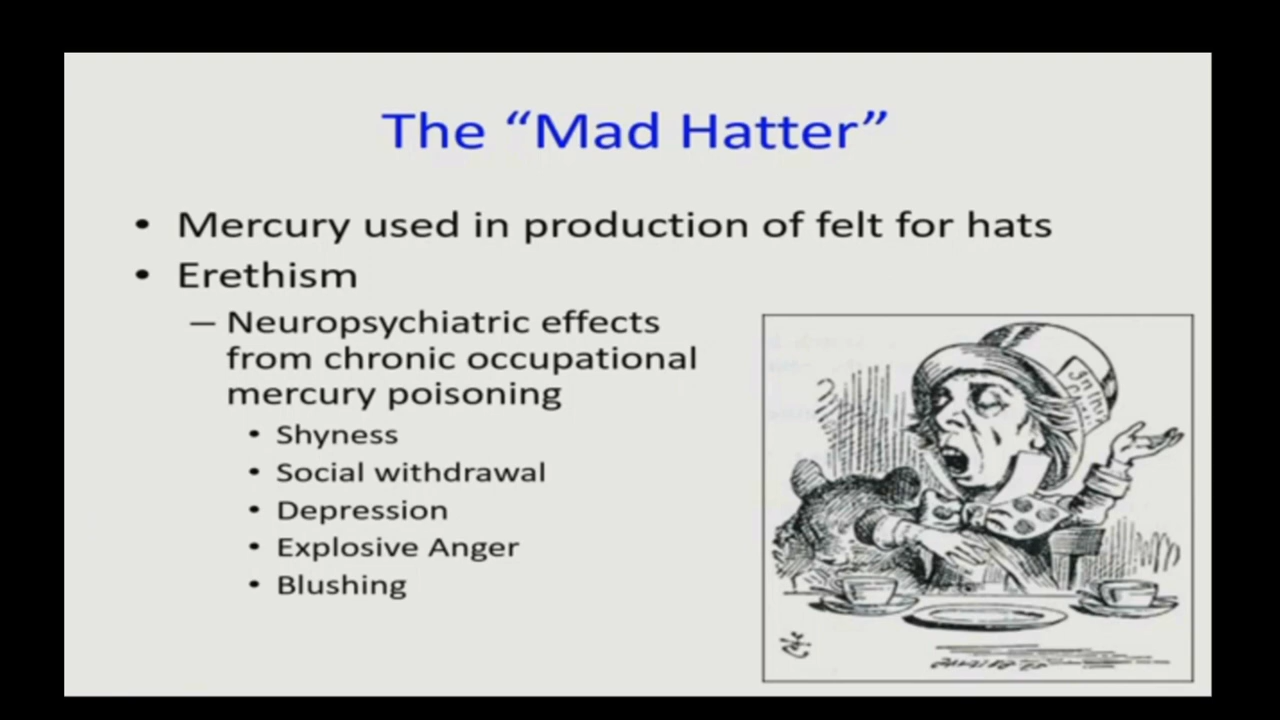 The “Mad Hatter”
• Mercury used in production of felt for hats
• Erethism
– Neuropsychiatric effects
from chronic occupational
mercury poisoning
• Shyness
• Social withdrawal
• Depression
• Explosive Anger
• Blushing